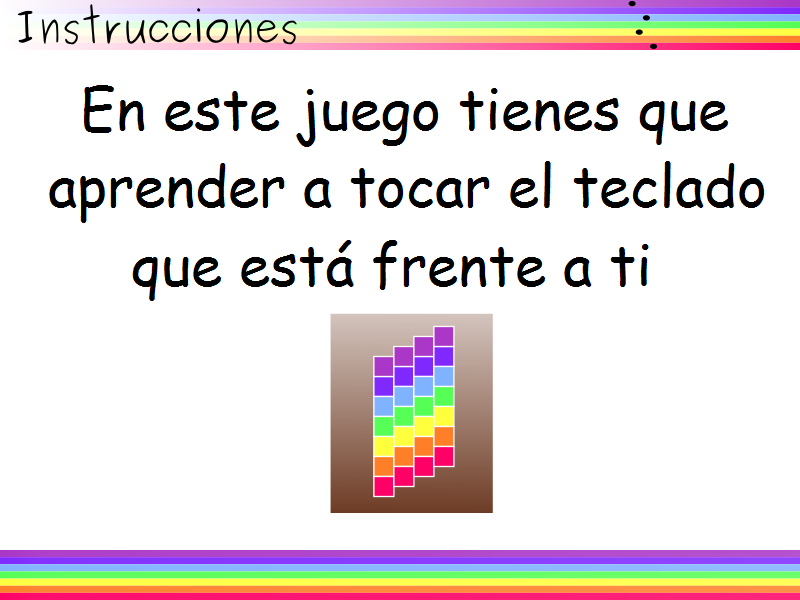 Instrucciones
En este juego tienes que
aprender a tocar el teclado
que está frente a ti